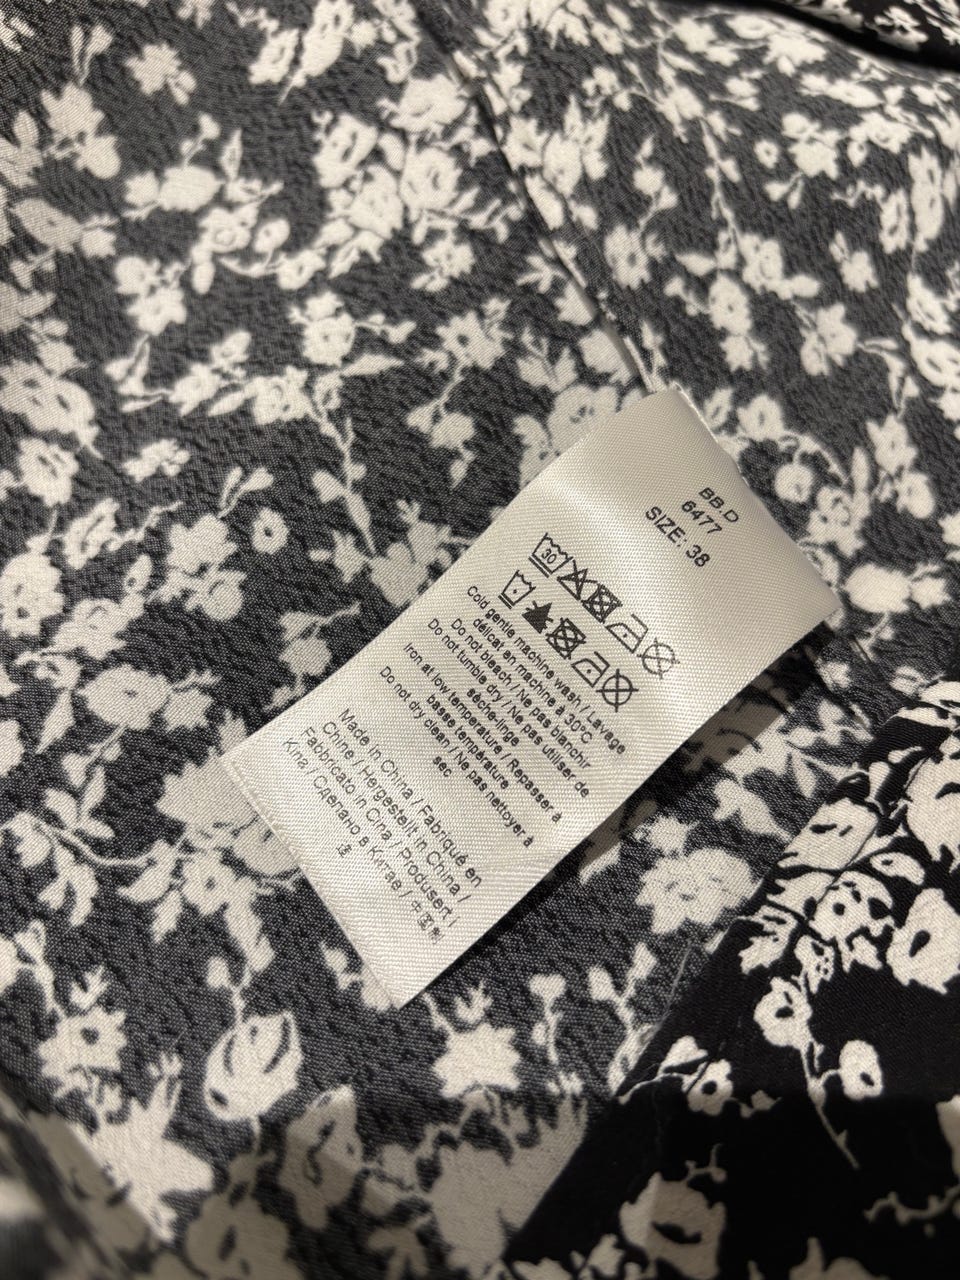 BB.D
6477
SIZE: 38
30
Cold gentle machine wash / Lavage
délicat en machine à 30°C
Do not bleach / Ne pas blanchir
Do not tumble dry / Ne pas utiliser de
sèche-linge
Iron at low temperature / Repasser à
basse température
Do not dry clean / Ne pas nettoyer à
sec
Made in China / Fabriqué en
Chine / Hergestellt in China /
Fabricato in Cina / Produsert i
Kina / Сделано в Китае / 中国制
造